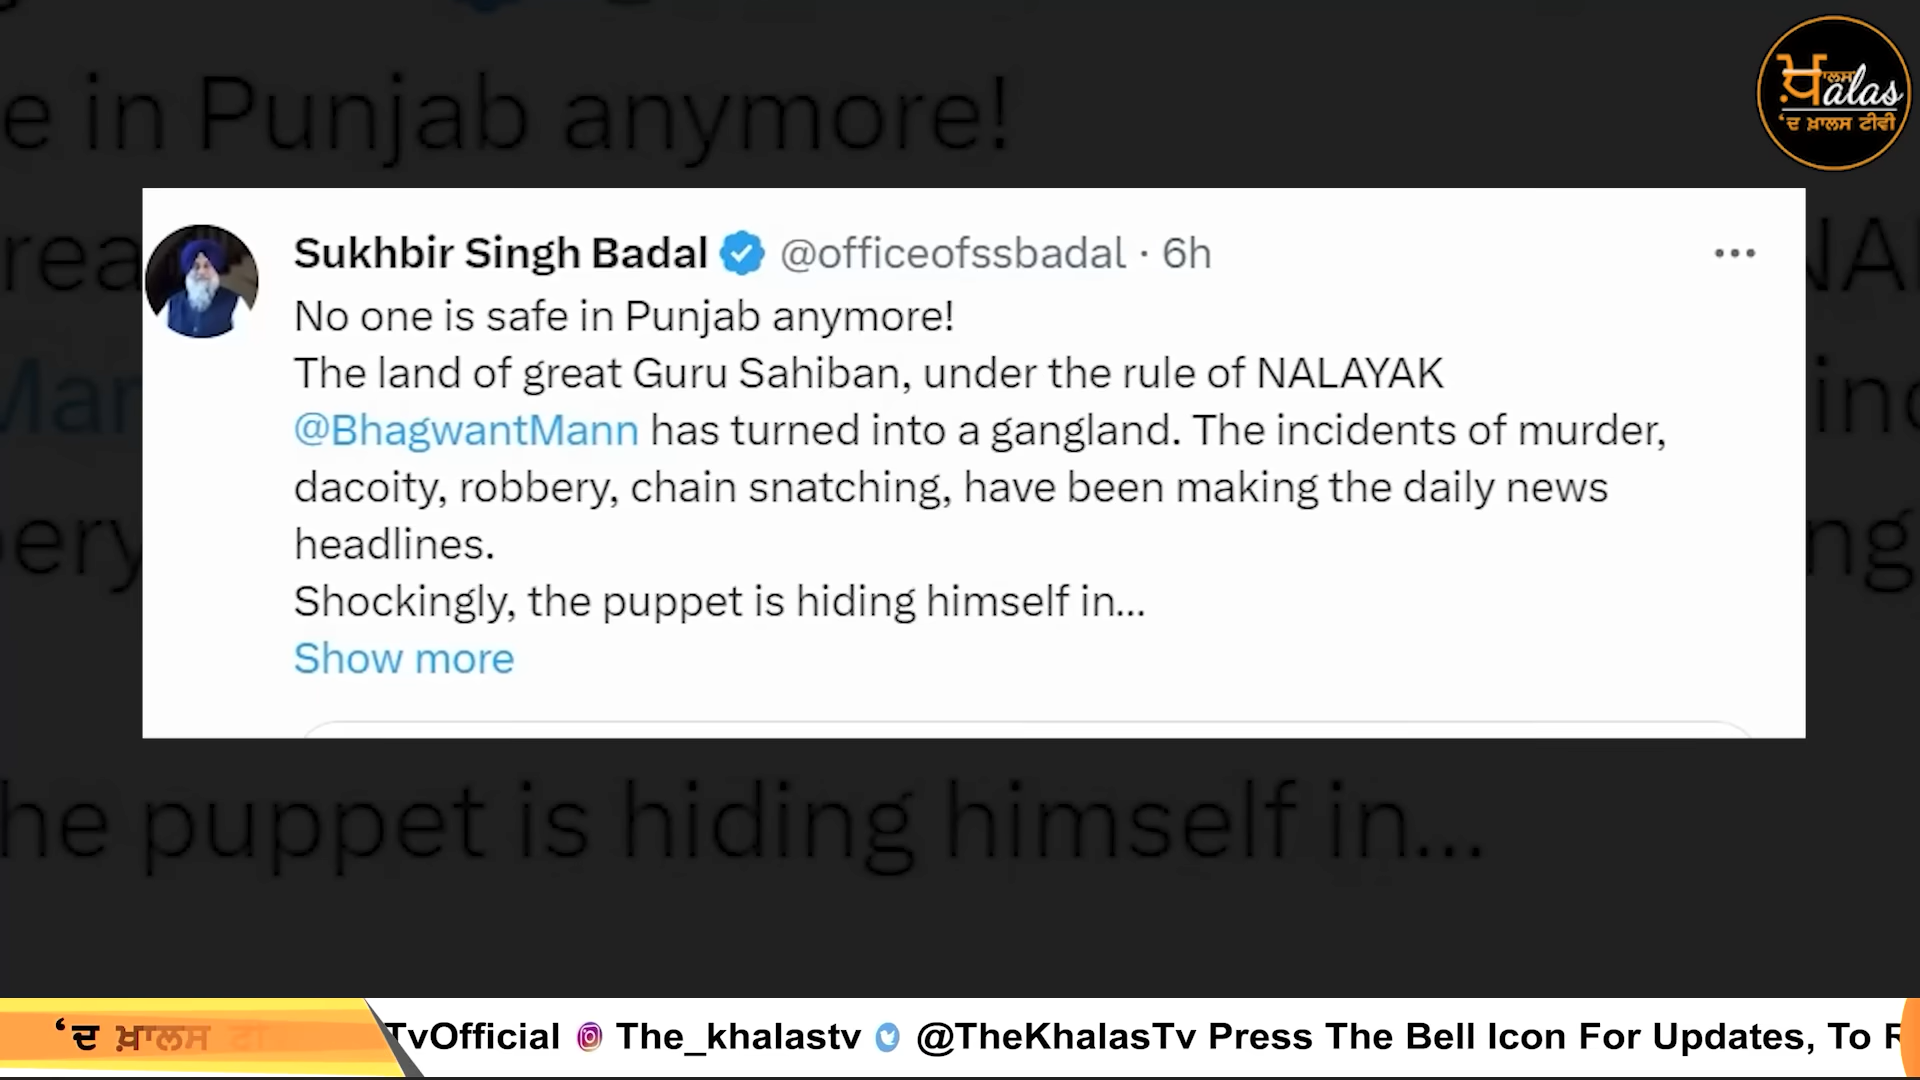 e in Punjab anymore!
ਖ਼ਾਲਸ
alas
'ਦ ਖ਼ਾਲਸ ਟੀਵੀ
Sukhbir Singh Badal @officeofssbadal · 6h
No one is safe in Punjab anymore!
The land of great Guru Sahiban, under the rule of NALAYAK
@BhagwantMann has turned into a gangland. The incidents of murder,
dacoity, robbery, chain snatching, have been making the daily news
headlines.
Shockingly, the puppet is hiding himself in...
Show more
he puppet is hiding himself in...
‘ਦ ਖ਼ਾਲਸ ਟੀ
TvOfficial The_khalastv @TheKhalasTv Press The Bell Icon For Updates, To R